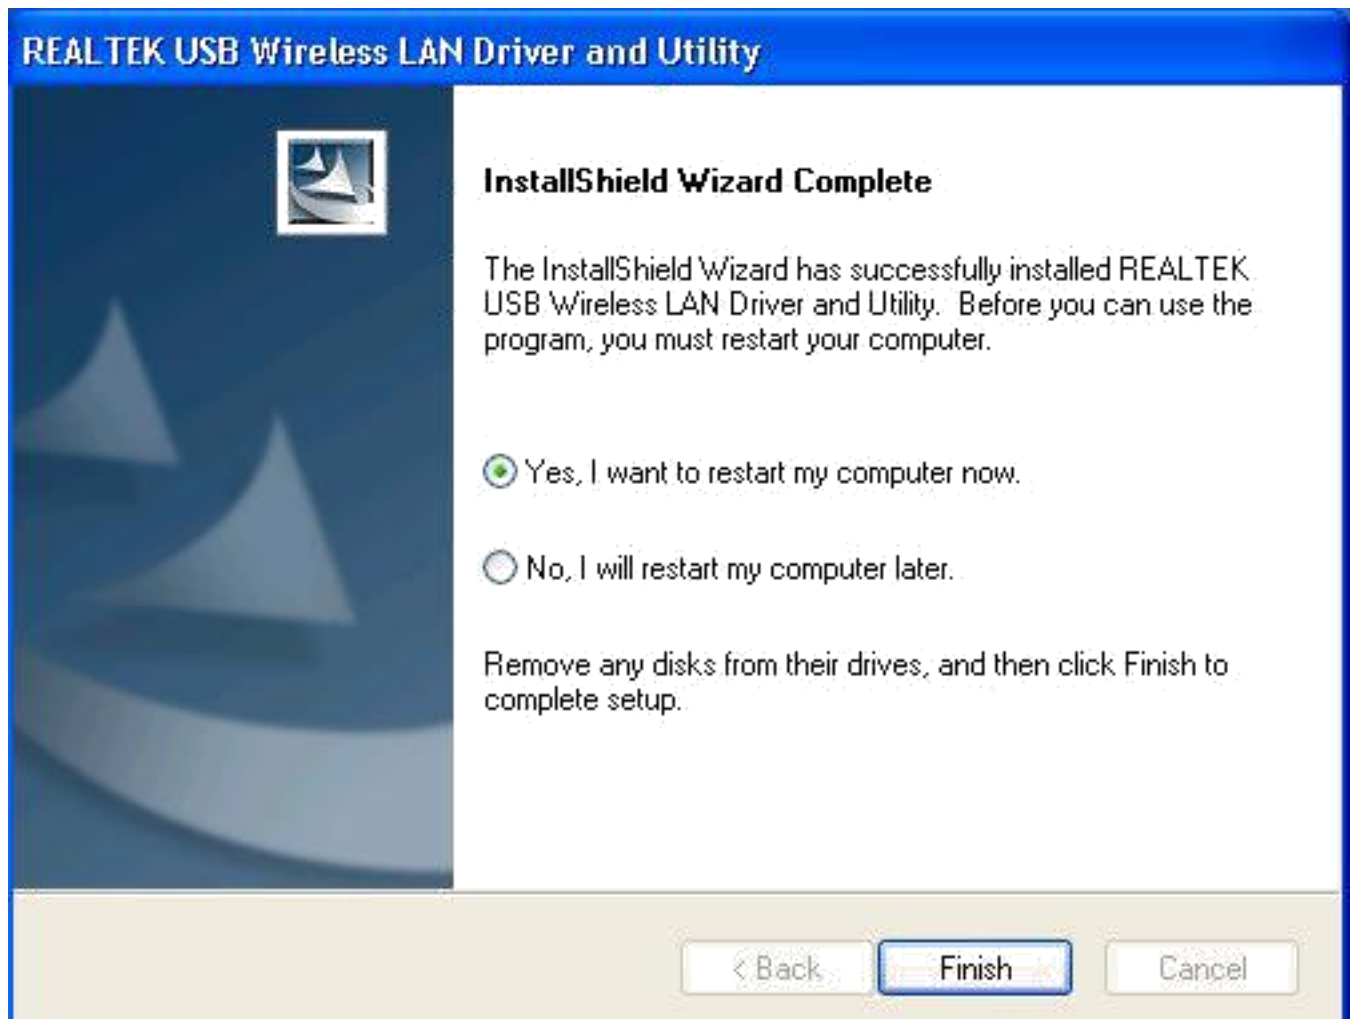 REALTEK USB Wireless LAN Driver and Utility
InstallShield Wizard Complete
The InstallShield Wizard has successfully installed REALTEK
USB Wireless LAN Driver and Utility.  Before you can use the
program, you must restart your computer.
Yes, I want to restart my computer now.
No, I will restart my computer later.
Remove any disks from their drives, and then click Finish to
complete setup.
< Back
Finish
Cancel